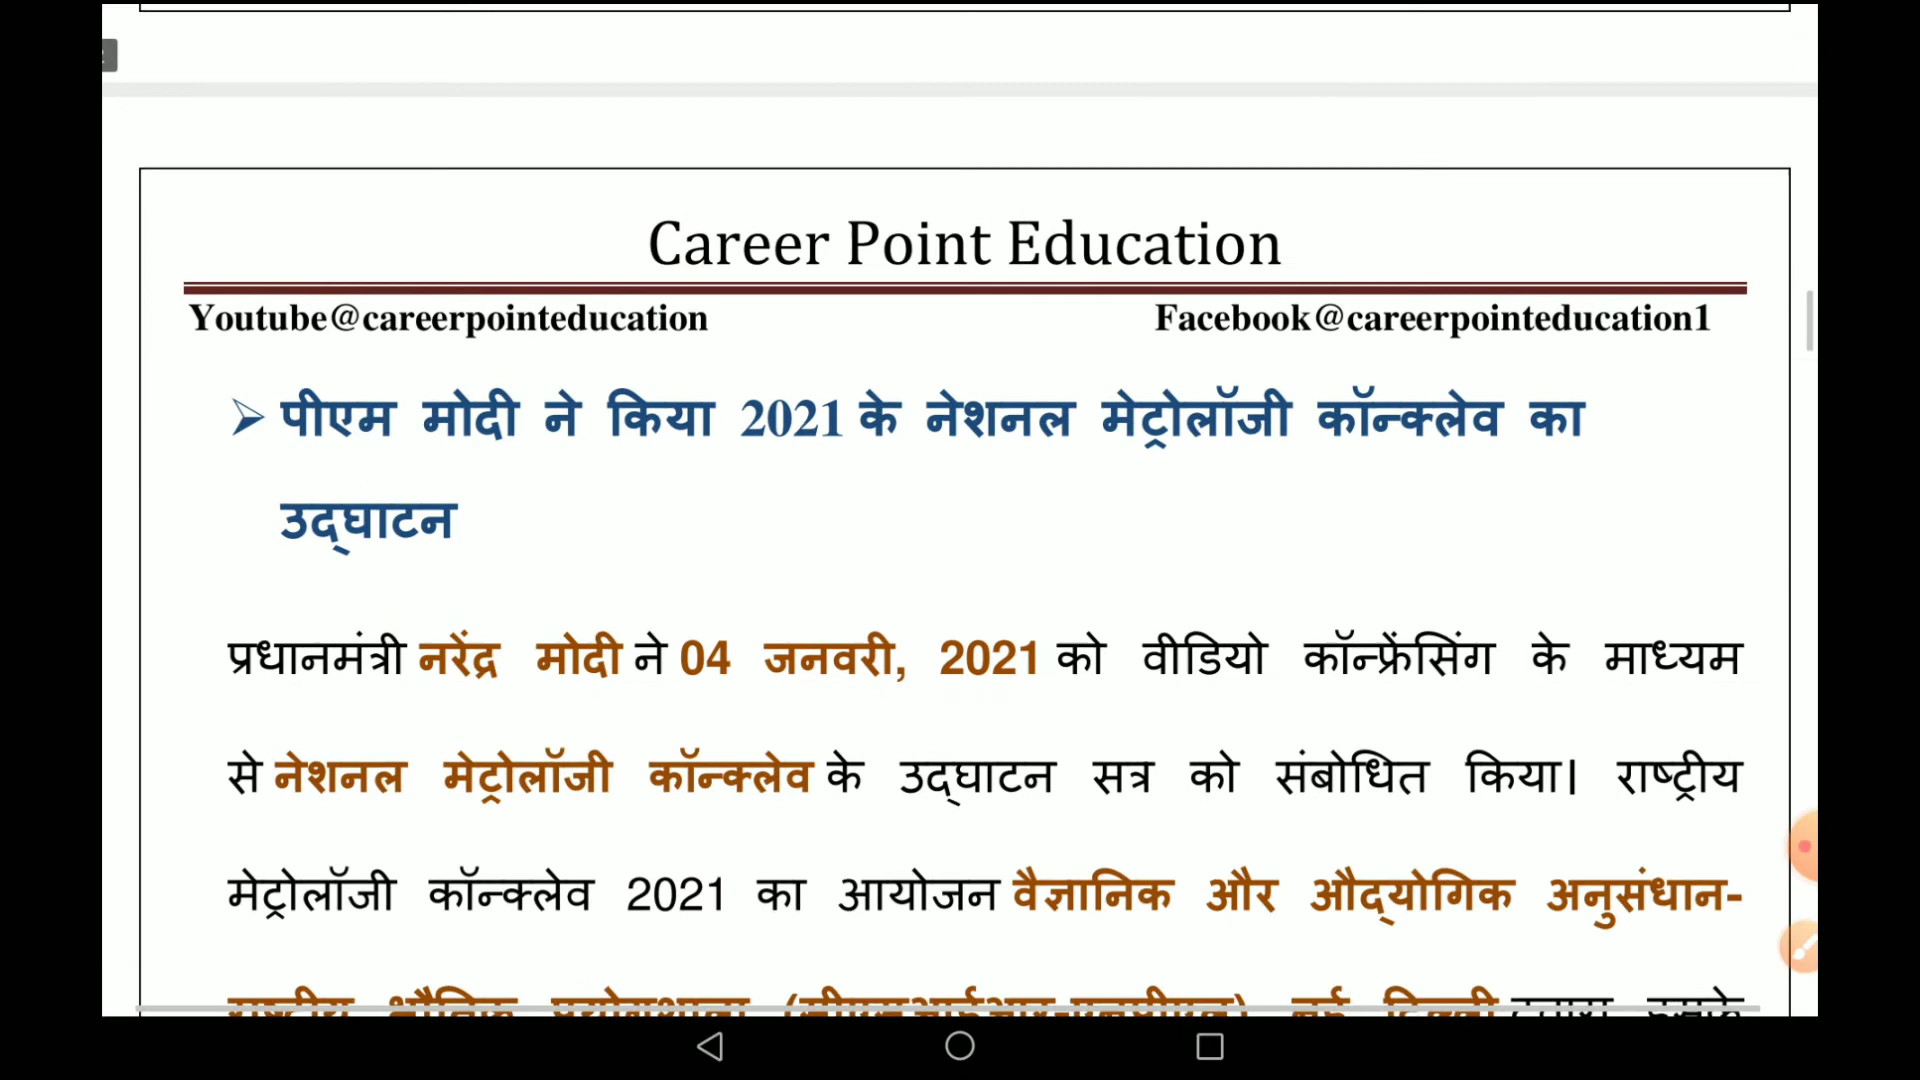 Career Point Education
Youtube@careerpointeducation Facebook@careerpointeducation1
➢ पीएम मोदी ने किया 2021 के नेशनल मेट्रोलॉजी कॉन्क्लेव का
उद्घाटन
प्रधानमंत्री नरेंद्र मोदी ने 04 जनवरी, 2021 को वीडियो कॉन्फ्रेंसिंग के माध्यम
से नेशनल मेट्रोलॉजी कॉन्क्लेव के उद्घाटन सत्र को संबोधित किया। राष्ट्रीय
मेट्रोलॉजी कॉन्क्लेव 2021 का आयोजन वैज्ञानिक और औद्योगिक अनुसंधान-